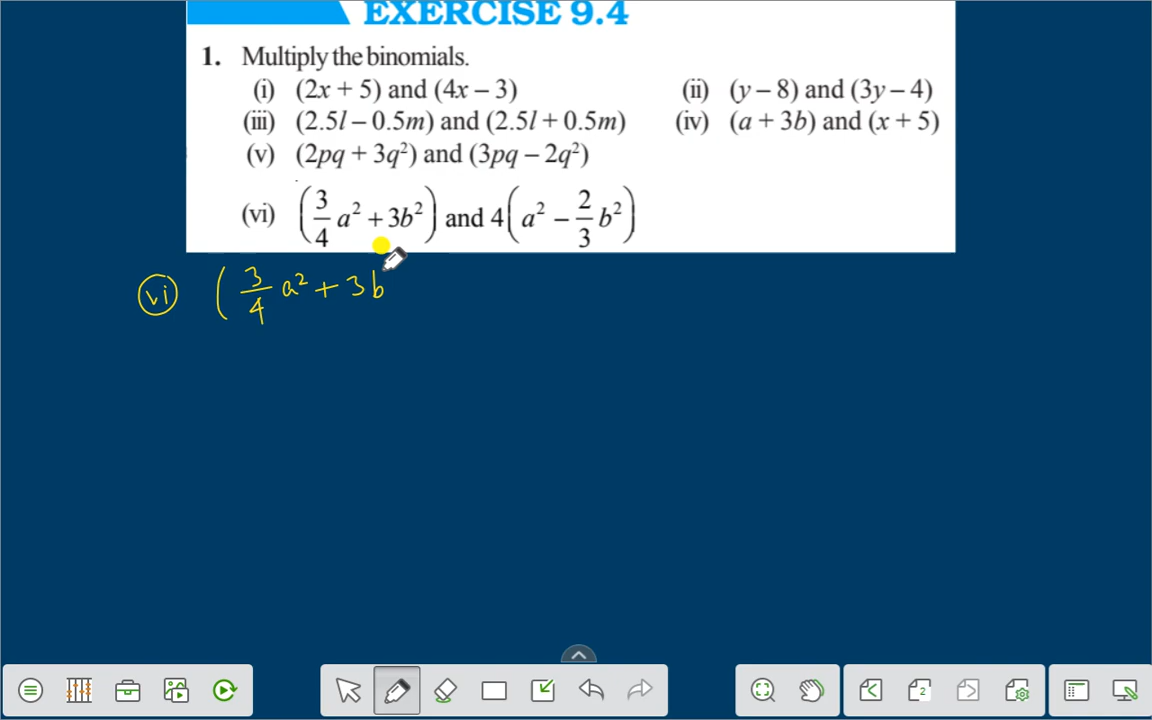 EXERCISE 9.4
1. Multiply the binomials.
(i) (2x + 5) and (4x – 3) (ii) (y – 8) and (3y – 4)
(iii) (2.5l – 0.5m) and (2.5l + 0.5m) (iv) (a + 3b) and (x + 5)
(v) (2pq + 3q²) and (3pq – 2q²)
(vi) (3/4 a² + 3b²) and 4(a² – 2/3 b²)
(vi) (3/4 a² + 3b
2